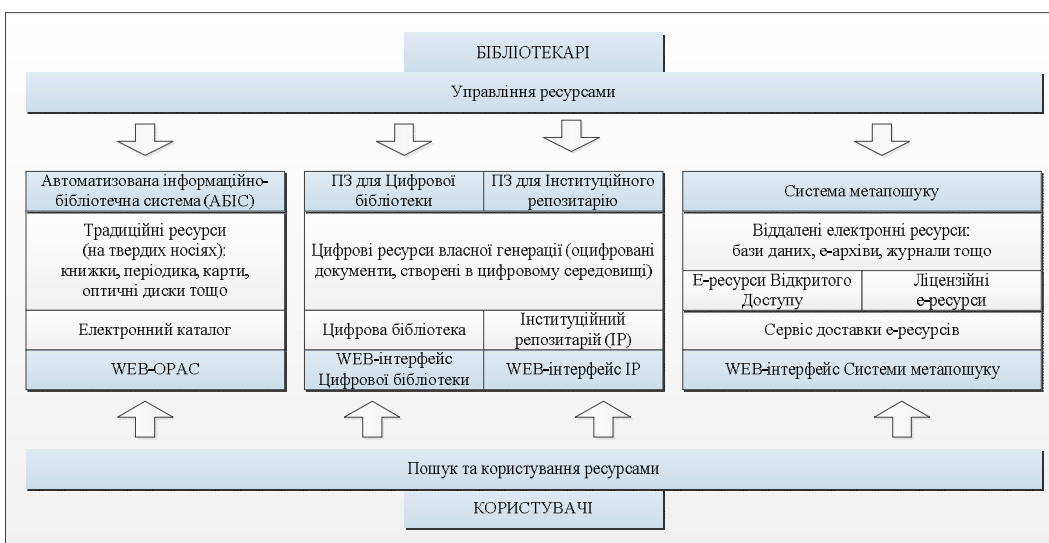 БІБЛІОТЕКАРІ
Управління ресурсами
Автоматизована інформаційно-
бібліотечна система (АБІС)
Традиційні ресурси
(на твердих носіях):
книжки, періодика, карти,
оптичні диски тощо
Електронний каталог
WEB-OPAC
ПЗ для Цифрової
бібліотеки
ПЗ для Інституційного
репозитарію
Цифрові ресурси власної генерації (оцифровані
документи, створені в цифровому середовищі)
Цифрова бібліотека
Інституційний
репозитарій (ІР)
WEB-інтерфейс
Цифрової бібліотеки
WEB-інтерфейс ІР
Система метапошуку
Віддалені електронні ресурси:
бази даних, е-архіви, журнали тощо
Е-ресурси Відкритого
Доступу
Ліцензійні
е-ресурси
Сервіс доставки е-ресурсів
WEB-інтерфейс Системи метапошуку
Пошук та користування ресурсами
КОРИСТУВАЧІ